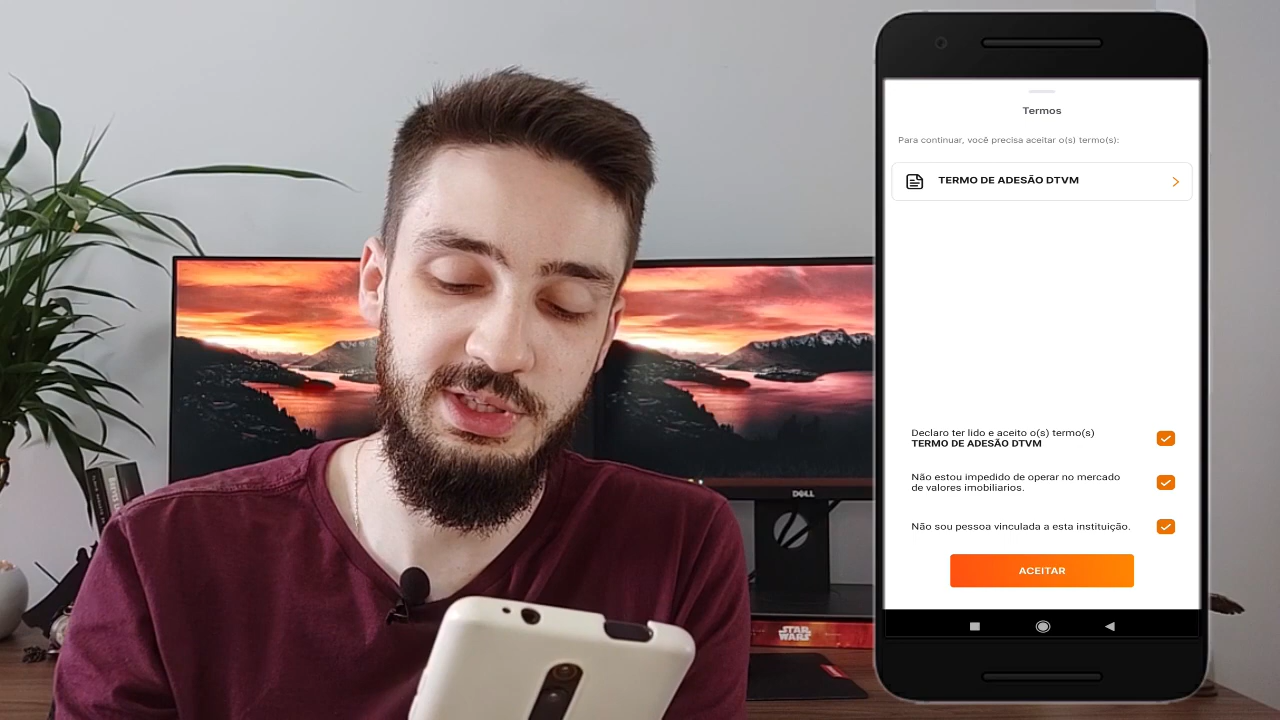 Termos
Para continuar, você precisa aceitar o(s) termo(s):
TERMO DE ADESÃO DTVM
Declaro ter lido e aceito o(s) termo(s)
TERMO DE ADESÃO DTVM
Não estou impedido de operar no mercado
de valores imobiliarios.
Não sou pessoa vinculada a esta instituição.
ACEITAR
DELL
STAR
WARS